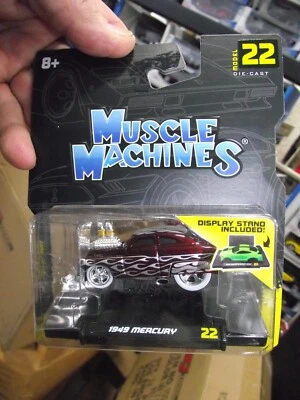 8+
MODEL
22
DIE-CAST
MUSCLE
MACHINES®
DISPLAY STAND
INCLUDED!
1949 MERCURY
22